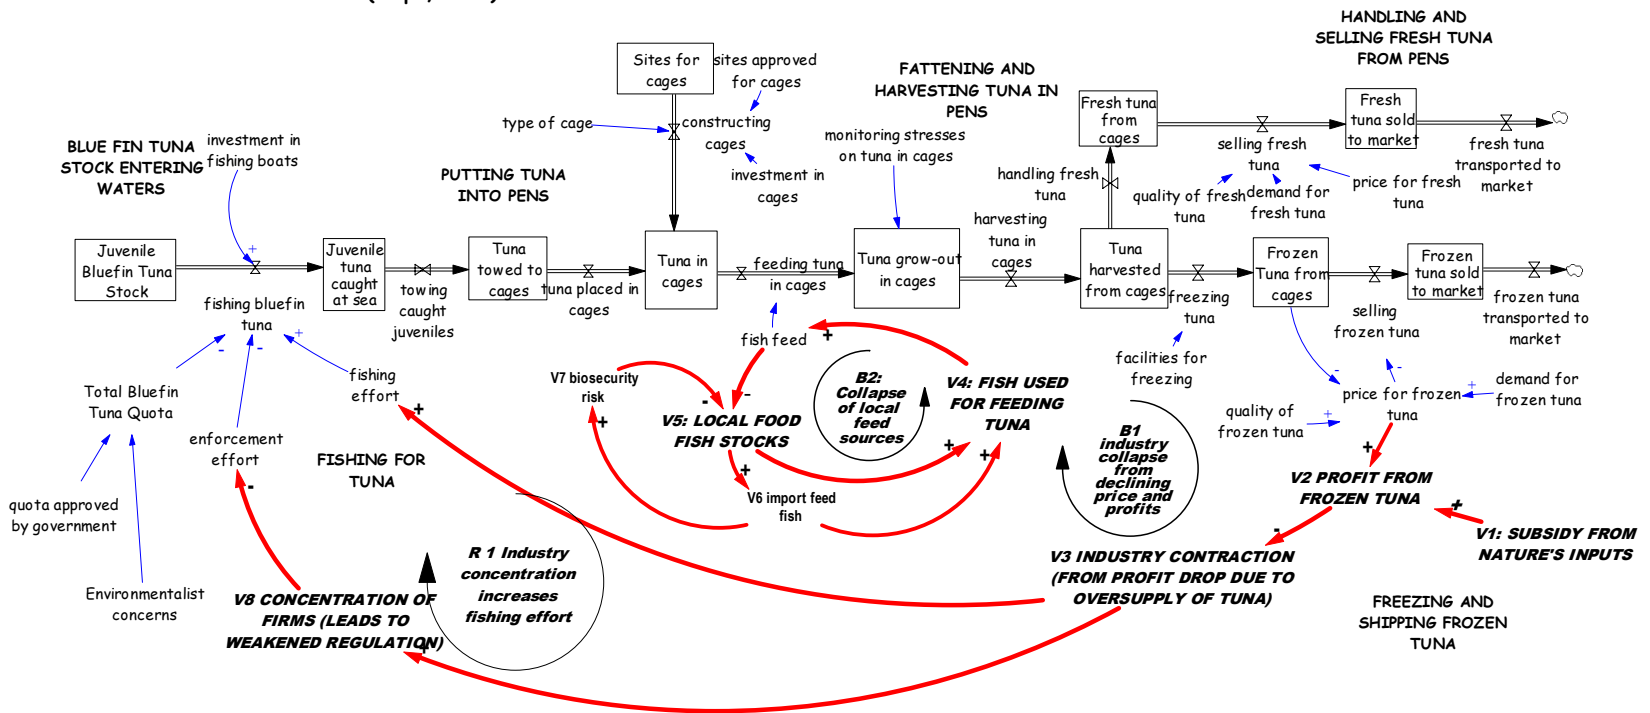 HANDLING AND
SELLING FRESH TUNA
FROM PENS
Sites for
cages
sites approved
for cages
FATTENING AND
HARVESTING TUNA IN
PENS
Fresh tuna
from
cages
Fresh
tuna sold
to market
type of cage
constructing
cages
investment in
cages
monitoring stresses
on tuna in cages
selling fresh
tuna
fresh tuna
transported to
market
BLUE FIN TUNA
STOCK ENTERING
WATERS
investment in
fishing boats
PUTTING TUNA
INTO PENS
handling fresh
tuna
quality of fresh
tuna
demand for
fresh tuna
price for fresh
tuna
harvesting
tuna in
cages
Juvenile
Bluefin Tuna
Stock
+
Juvenile
tuna
caught
at sea
Tuna
towed to
cages
Tuna in
cages
feeding tuna
in cages
Tuna grow-out
in cages
Tuna
harvested
from cages
Frozen
Tuna from
cages
Frozen
tuna sold
to market
fishing bluefin
tuna
towing
caught
juveniles
tuna placed in
cages
freezing
tuna
selling
frozen tuna
frozen tuna
transported to
market
-
-
+
fish feed
+
facilities for
freezing
Total Bluefin
Tuna Quota
fishing
effort
+
V7 biosecurity
risk
+
-
-
V5: LOCAL FOOD
FISH STOCKS
B2:
Collapse
of local
feed
sources
V4: FISH USED
FOR FEEDING
TUNA
+
+
-
-
price for frozen
tuna
+
demand for
frozen tuna
quality of
frozen tuna
+
enforcement
effort
-
FISHING FOR
TUNA
+
V6 import feed
fish
B1
industry
collapse
from
declining
price and
profits
+
V2 PROFIT FROM
FROZEN TUNA
+
quota approved
by government
V1: SUBSIDY FROM
NATURE'S INPUTS
-
R 1 Industry
concentration
increases
fishing effort
V3 INDUSTRY CONTRACTION
(FROM PROFIT DROP DUE TO
OVERSUPPLY OF TUNA)
Environmentalist
concerns
V8 CONCENTRATION OF
FIRMS (LEADS TO
WEAKENED REGULATION)
+
FREEZING AND
SHIPPING FROZEN
TUNA